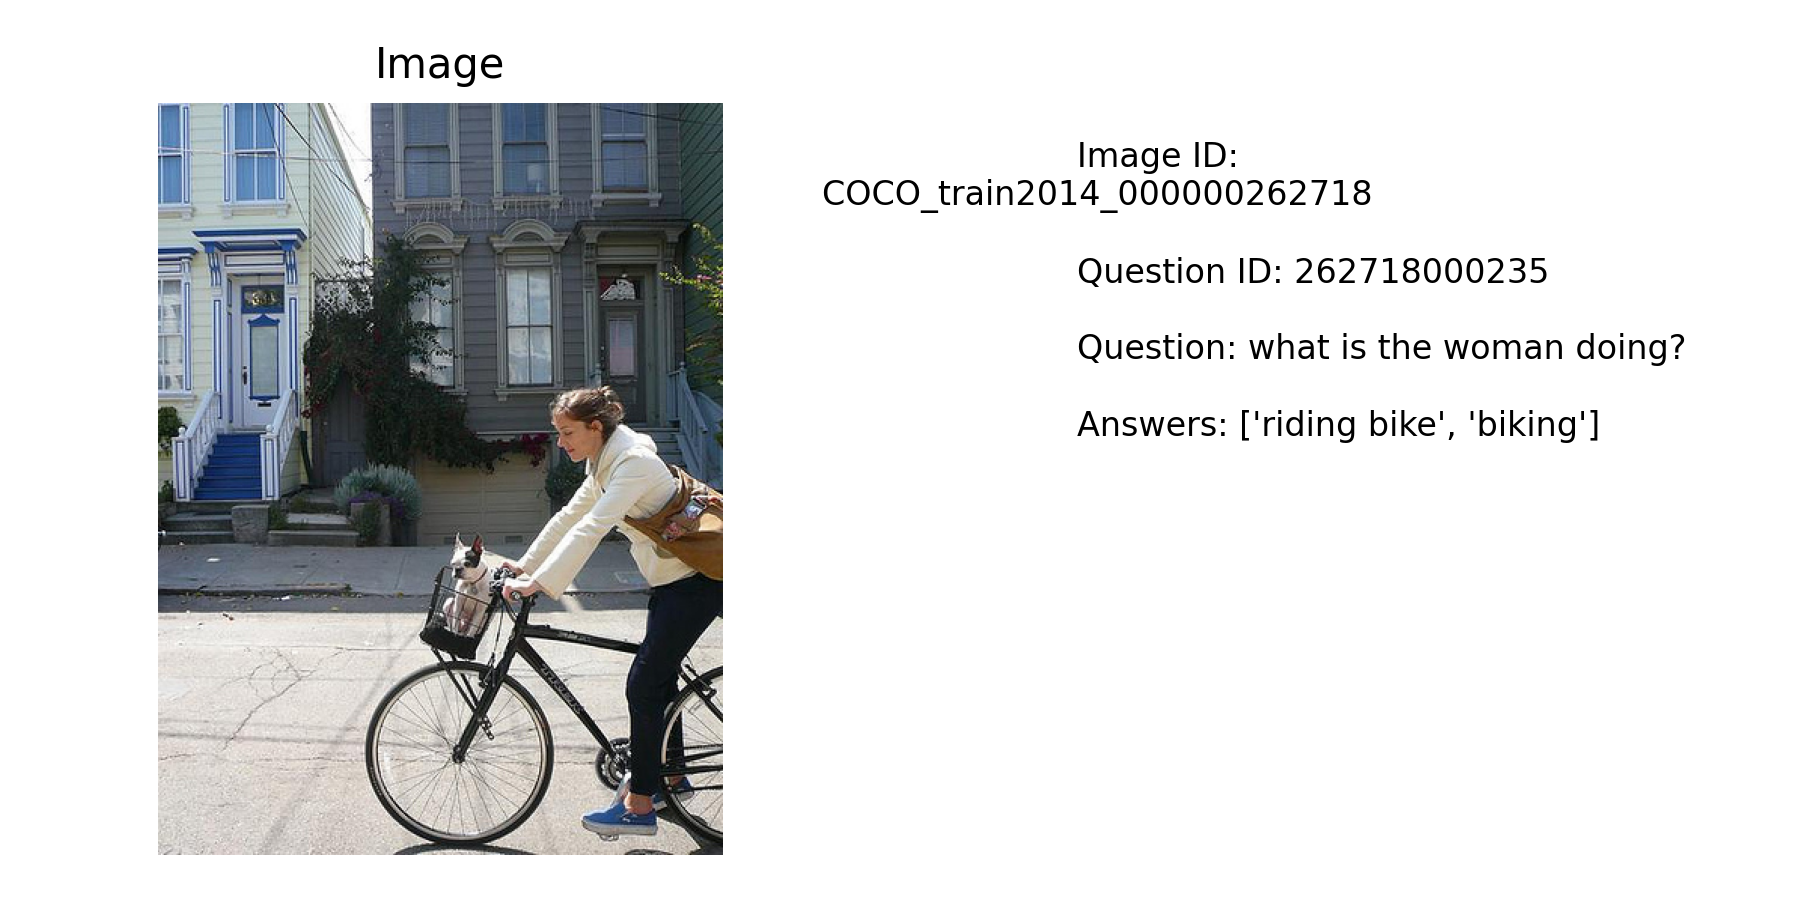 Image
Image ID:
COCO_train2014_000000262718
Question ID: 262718000235
Question: what is the woman doing?
Answers: ['riding bike', 'biking']